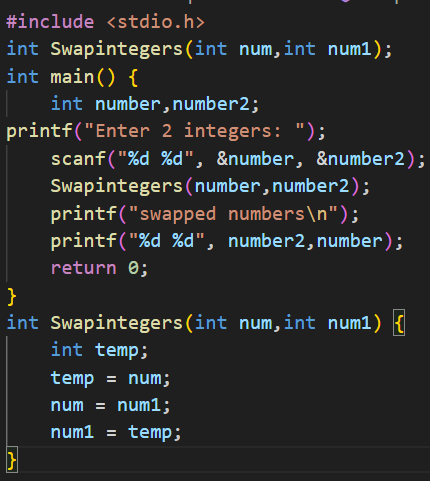 #include <stdio.h>
int Swapintegers(int num,int num1);
int main() {
    int number,number2;
printf("Enter 2 integers: ");
    scanf("%d %d", &number, &number2);
    Swapintegers(number,number2);
    printf("swapped numbers\n");
    printf("%d %d", number2,number);
    return 0;
}
int Swapintegers(int num,int num1) {
    int temp;
    temp = num;
    num = num1;
    num1 = temp;
}